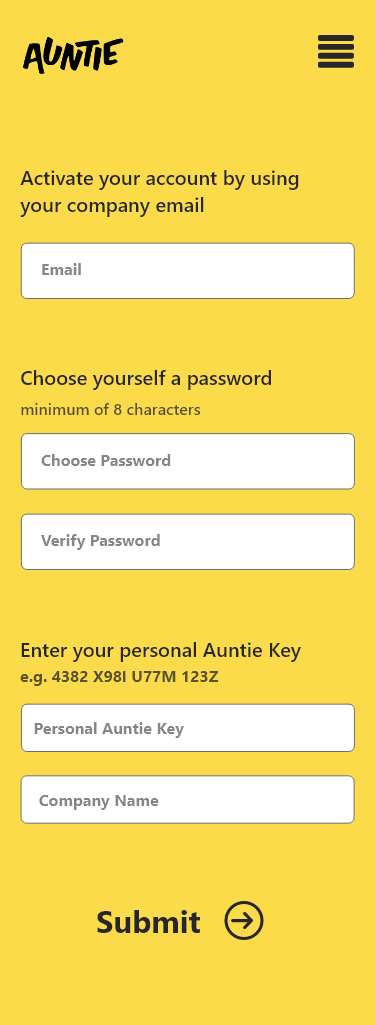 AUNTIE
Activate your account by using
your company email
Email
Choose yourself a password
minimum of 8 characters
Choose Password
Verify Password
Enter your personal Auntie Key
e.g. 4382 X98I U77M 123Z
Personal Auntie Key
Company Name
Submit